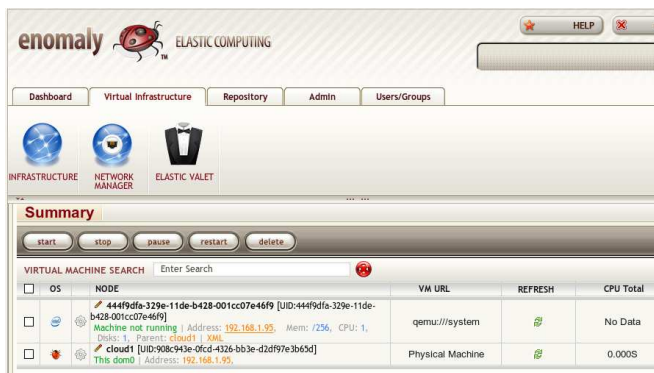 enomaly TM ELASTIC COMPUTING
HELP
Dashboard Virtual Infrastructure Repository Admin Users/Groups
INFRASTRUCTURE NETWORK MANAGER ELASTIC VALET
Summary
start stop pause restart delete
VIRTUAL MACHINE SEARCH Enter Search
OS NODE VM URL REFRESH CPU Total
444f9dfa-329e-11de-b428-001cc07e46f9 [UID:444f9dfa-329e-11de-
b428-001cc07e46f9]
Machine not running | Address: 192.168.1.95, Mem: /256, CPU: 1,
Disks: 1, Parent: cloud1 | XML
qemu:///system No Data
cloud1 [UID:908c943e-0fcd-4326-bb3e-d2df97e3b65d]
This dom0 | Address: 192.168.1.95,
Physical Machine 0.000S